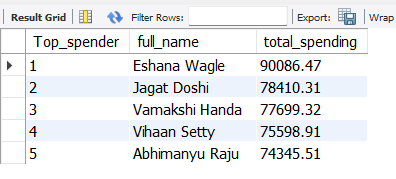 Result Grid Filter Rows: Export: Wrap
Top_spender full_name total_spending
1 Eshana Wagle 90086.47
2 Jagat Doshi 78410.31
3 Vamakshi Handa 77699.32
4 Vihaan Setty 75598.91
5 Abhimanyu Raju 74345.51